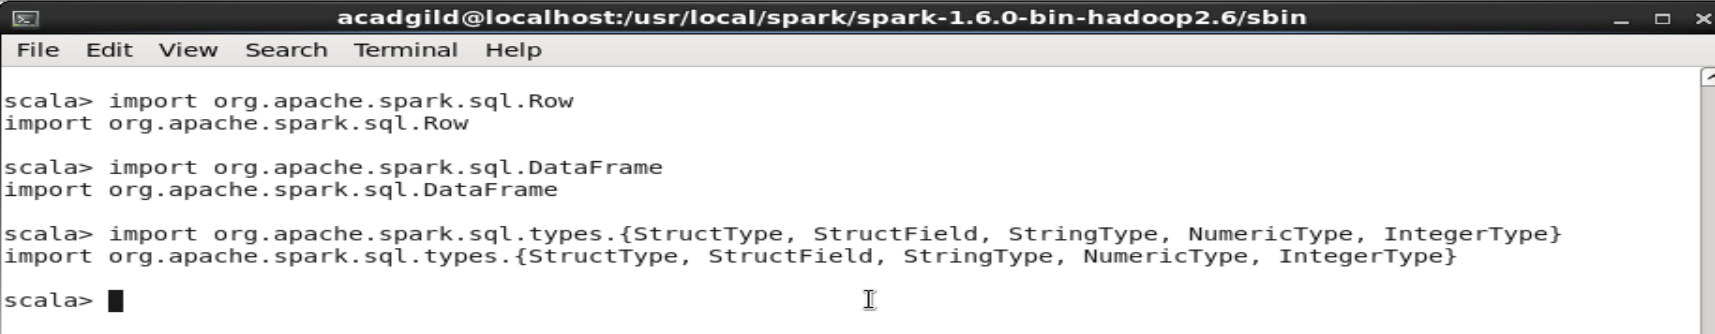 acadgild@localhost:/usr/local/spark/spark-1.6.0-bin-hadoop2.6/sbin
File Edit View Search Terminal Help
scala> import org.apache.spark.sql.Row
import org.apache.spark.sql.Row
scala> import org.apache.spark.sql.DataFrame
import org.apache.spark.sql.DataFrame
scala> import org.apache.spark.sql.types.{StructType, StructField, StringType, NumericType, IntegerType}
import org.apache.spark.sql.types.{StructType, StructField, StringType, NumericType, IntegerType}
scala>